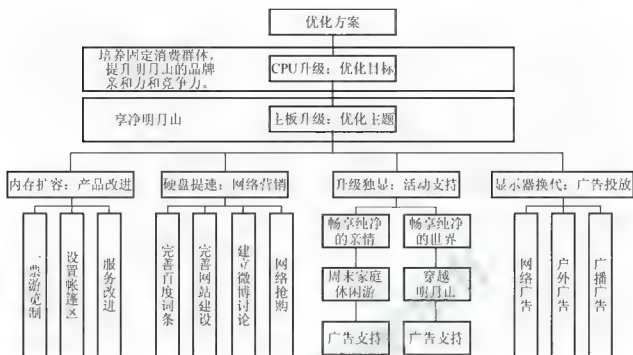 优化方案
培养固定消费群体，
提升明月山的品牌
亲和力和竞争力。
CPU升级：优化目标
享净明月山
主板升级：优化主题
内存扩容：产品改进
硬盘提速：网络营销
升级独显：活动支持
显示器换代：广告投放
一票游览制
设置帐篷区
服务改进
完善百度词条
完善网站建设
建立微博讨论
网络抢购
畅享纯净
的亲情
周末家庭
休闲游
广告支持
畅享纯净
的世界
穿越
明月山
广告支持
网络广告
户外广告
广播广告